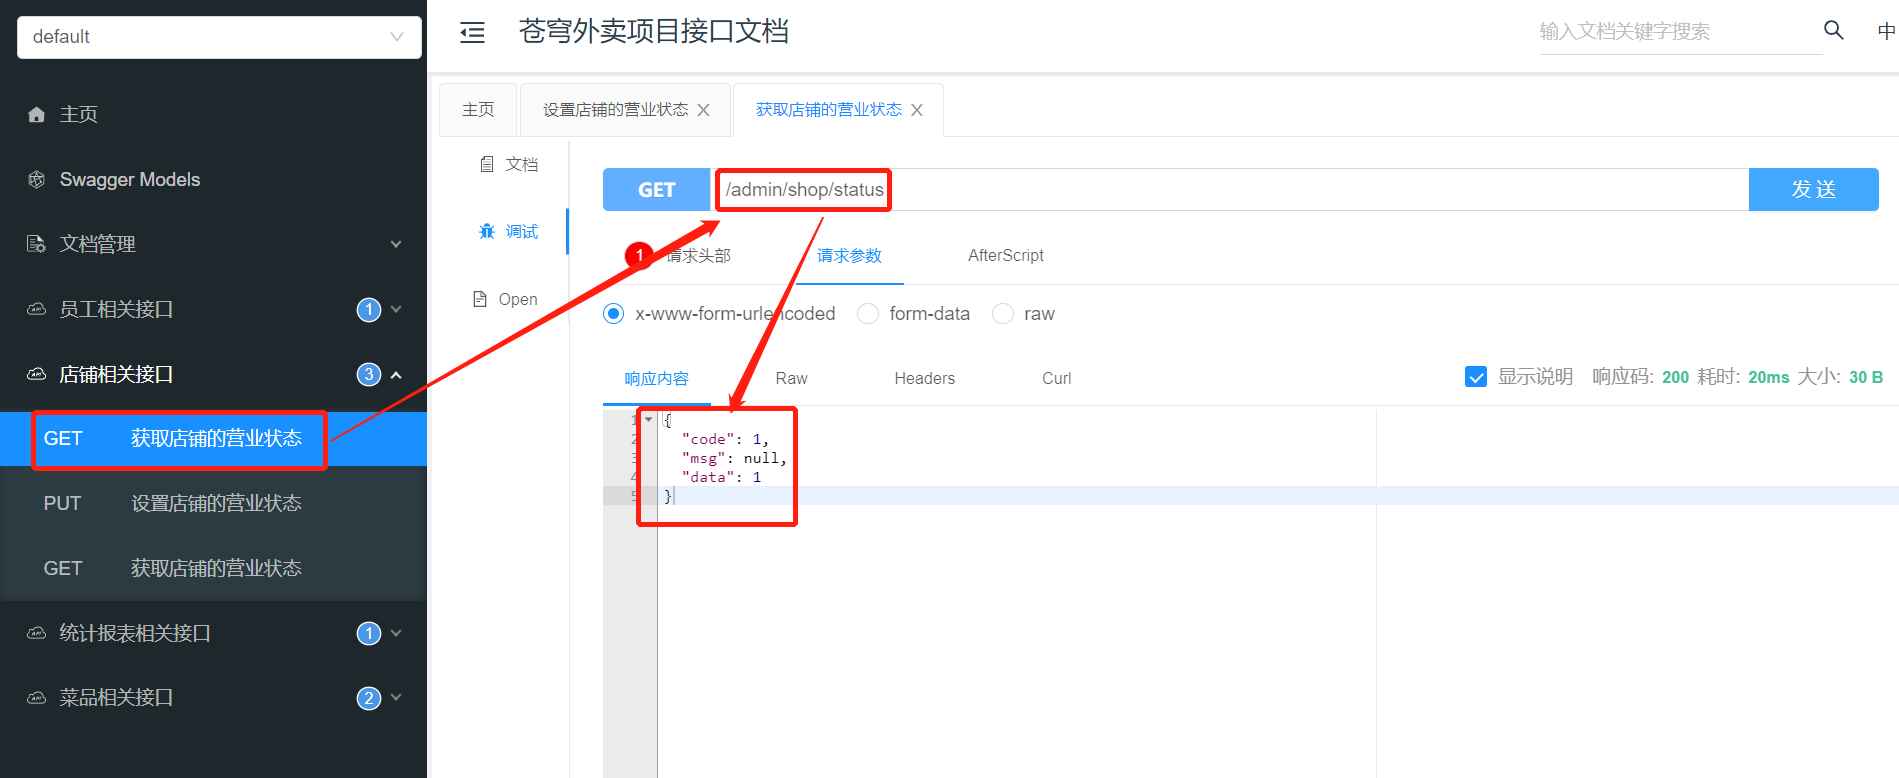 default
主页
Swagger Models
文档管理
员工相关接口 1
店铺相关接口 3
GET 获取店铺的营业状态
PUT 设置店铺的营业状态
GET 获取店铺的营业状态
统计报表相关接口 1
菜品相关接口 2
苍穹外卖项目接口文档
输入文档关键字搜索
中
主页
设置店铺的营业状态
获取店铺的营业状态
文档
调试
Open
GET /admin/shop/status 发 送
1 请求头部 请求参数 AfterScript
x-www-form-urlencoded form-data raw
响应内容 Raw Headers Curl
显示说明 响应码: 200 耗时: 20ms 大小: 30 B
1 {
2 "code": 1,
3 "msg": null,
4 "data": 1
5 }